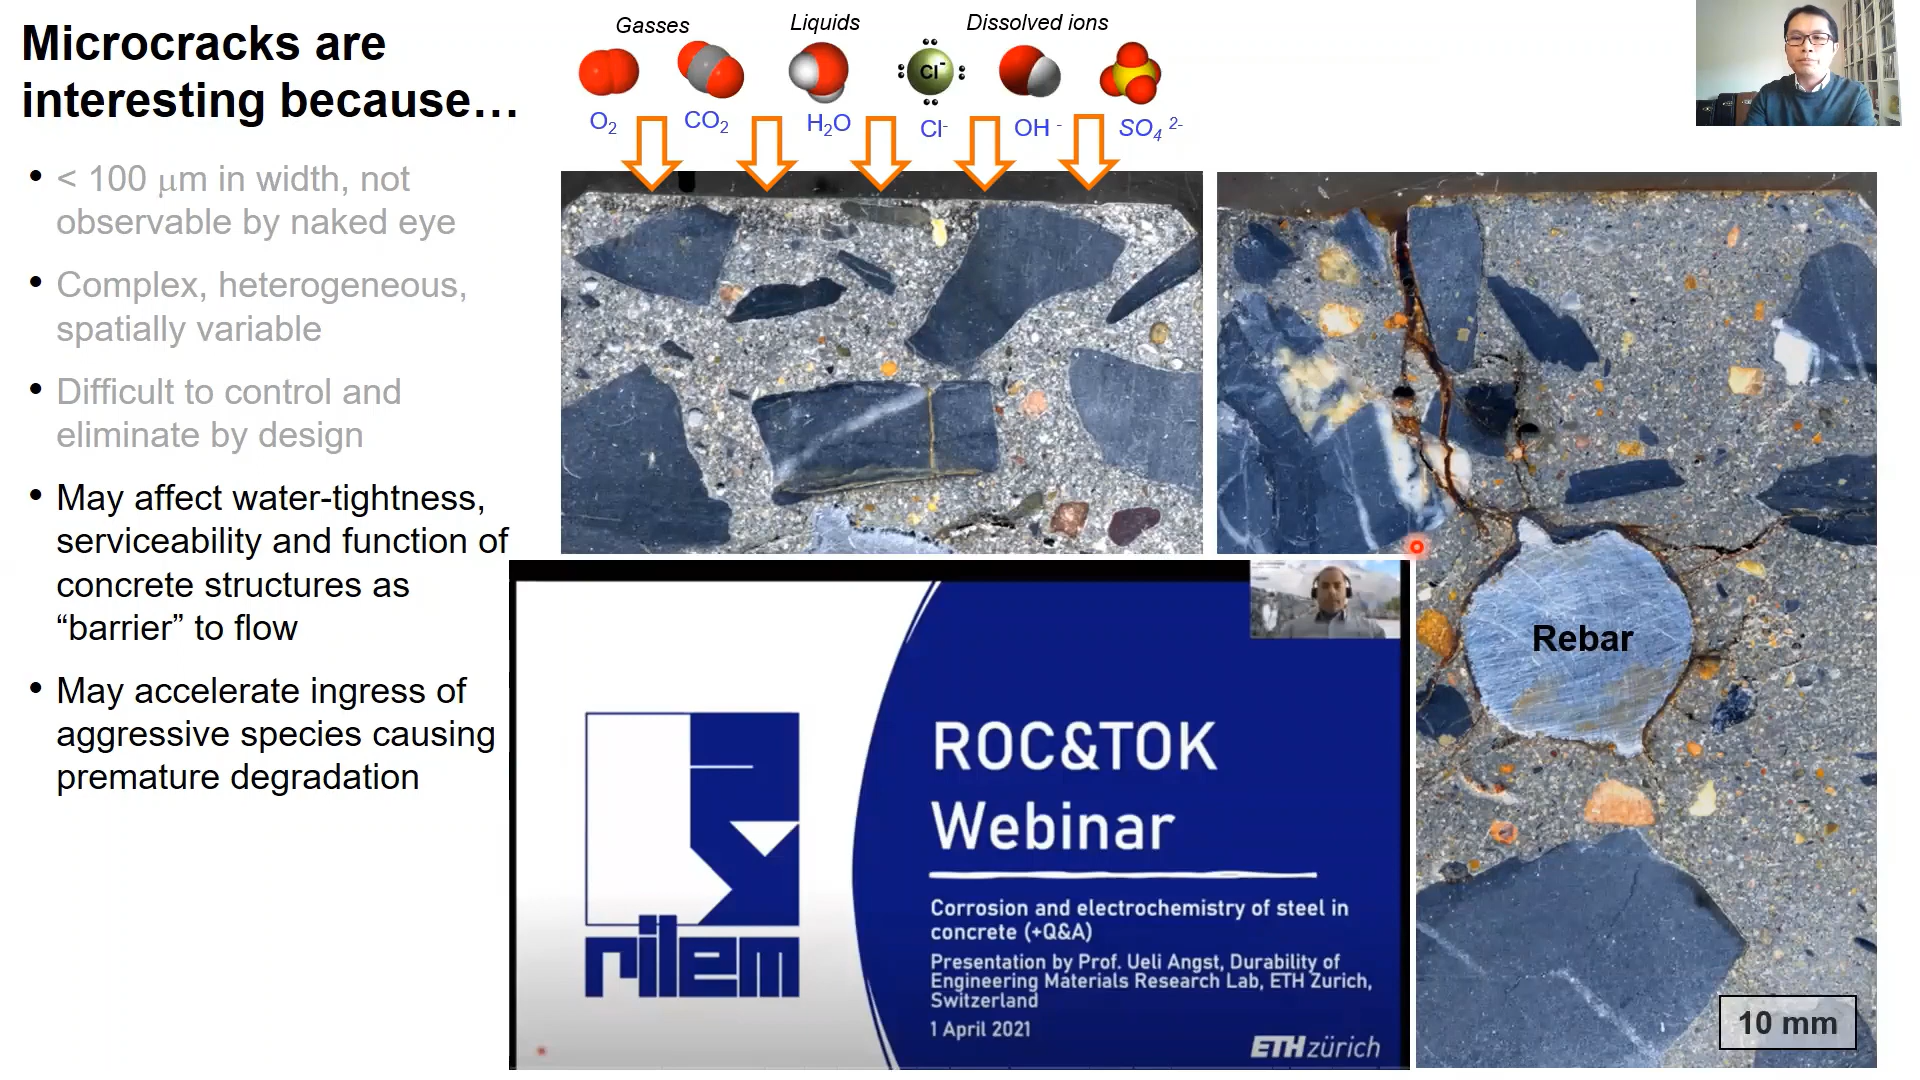 Microcracks are
interesting because…
• < 100 μm in width, not
observable by naked eye
• Complex, heterogeneous,
spatially variable
• Difficult to control and
eliminate by design
• May affect water-tightness,
serviceability and function of
concrete structures as
“barrier” to flow
• May accelerate ingress of
aggressive species causing
premature degradation
Gasses
Liquids
Dissolved ions
Cl⁻
O₂
CO₂
H₂O
Cl⁻
OH ⁻
SO₄ ²⁻
Rebar
10 mm
rilem
ROC&TOK
Webinar
Corrosion and electrochemistry of steel in
concrete (+Q&A)
Presentation by Prof. Ueli Angst, Durability of
Engineering Materials Research Lab, ETH Zurich,
Switzerland
1 April 2021
ETH zürich